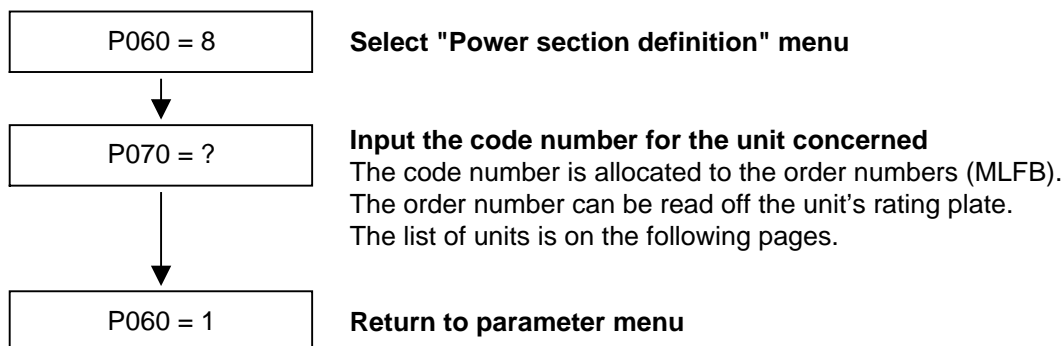 P060 = 8
Select "Power section definition" menu
P070 = ?
Input the code number for the unit concerned
The code number is allocated to the order numbers (MLFB).
The order number can be read off the unit's rating plate.
The list of units is on the following pages.
P060 = 1
Return to parameter menu